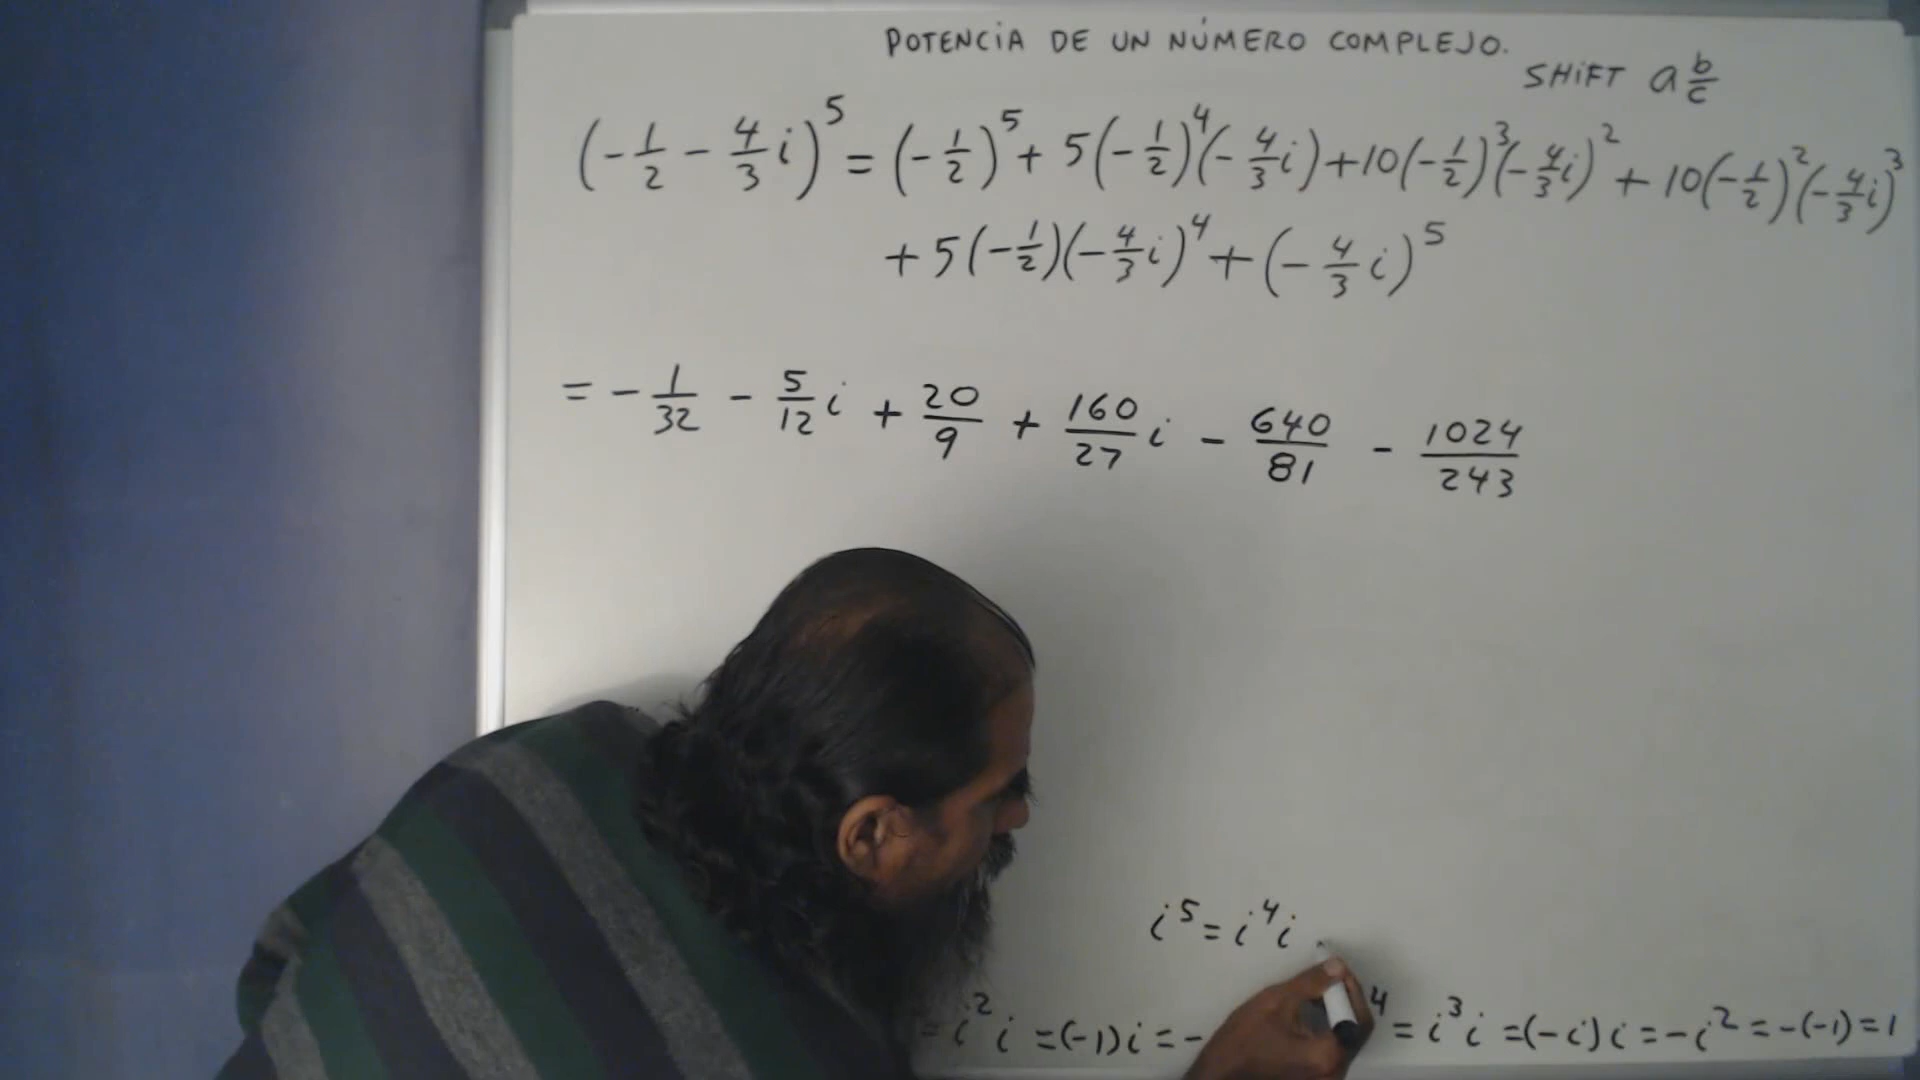 POTENCIA DE UN NÚMERO COMPLEJO.
SHIFT a b/c
(-1/2 - 4/3 i)^5 = (-1/2)^5 + 5(-1/2)^4(-4/3 i) + 10(-1/2)^3(-4/3 i)^2 + 10(-1/2)^2(-4/3 i)^3
+ 5(-1/2)(-4/3 i)^4 + (-4/3 i)^5
= -1/32 - 5/12 i + 20/9 + 160/27 i - 640/81 - 1024/243
i^5 = i^4 i
= i^2 i = (-1) i = - ^4 = i^3 i = (-i) i = -i^2 = -(-1) = 1